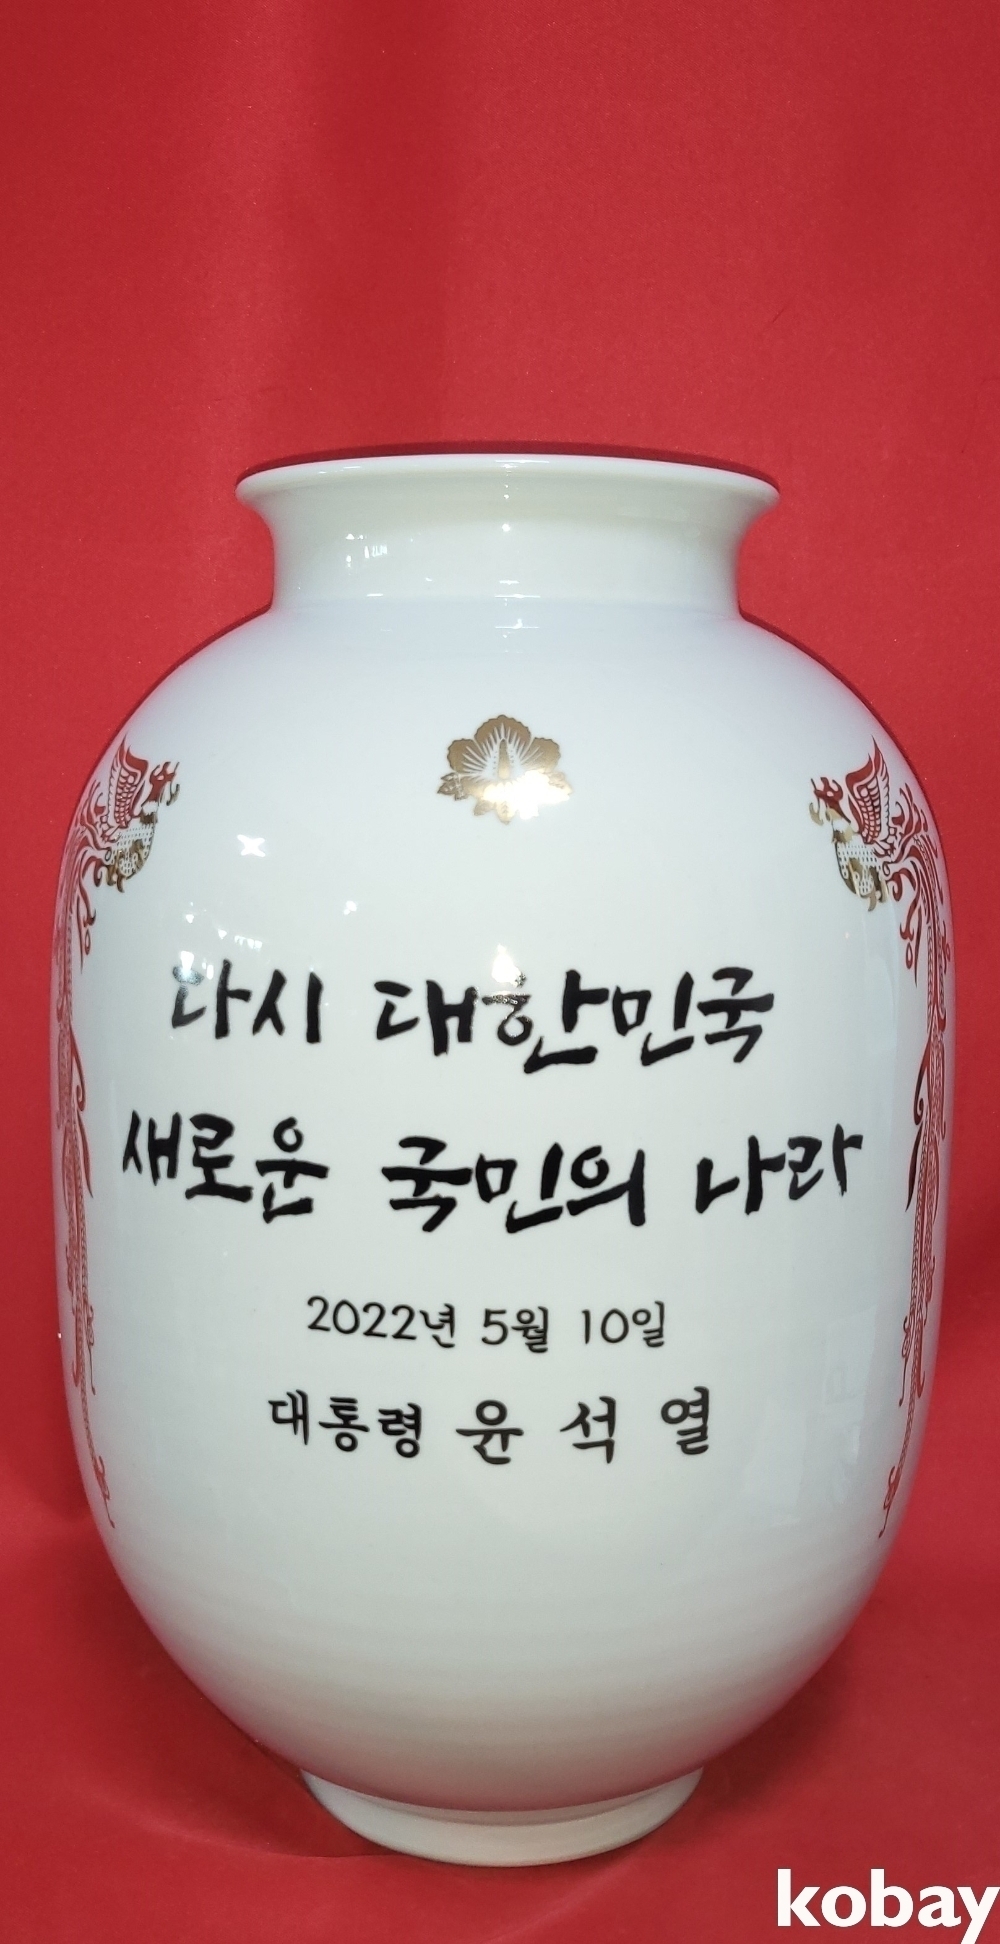 다시 대한민국
새로운 국민의 나라
2022년 5월 10일
대통령 윤 석 열
kobay